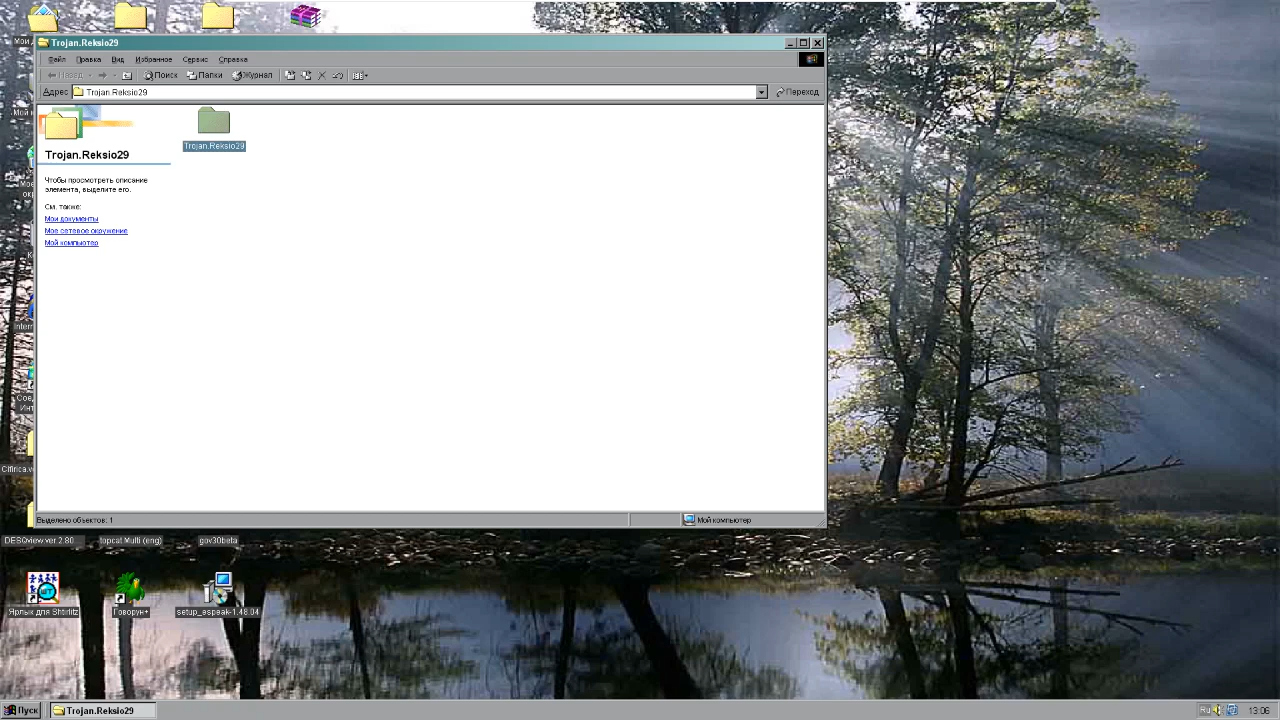 Trojan.Reksio29
Файл Правка Вид Избранное Сервис Справка
Назад Поиск Папки Журнал
Адрес Trojan.Reksio29 Переход
Trojan.Reksio29
Trojan.Reksio29
Чтобы просмотреть описание
элемента, выделите его.
См. также:
Мои документы
Мое сетевое окружение
Мой компьютер
Выделено объектов: 1 Мой компьютер
DESQview ver 2.80 topcat Multi (eng) gov30beta
Ярлык для Shtirlitz Говорун+ setup_espeak-1.48.04
Пуск Trojan.Reksio29 Ru 13:06